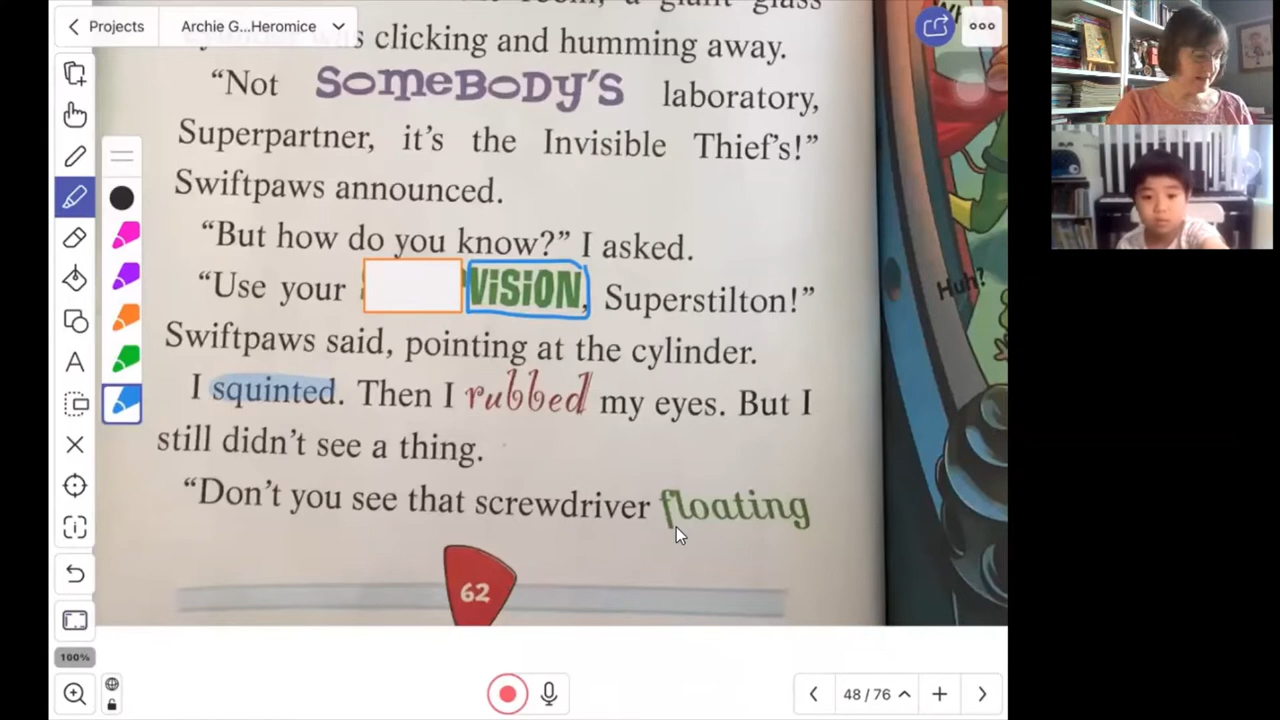 Projects
Archie G...Heromice
clicking and humming away.
“Not SOMEBODY'S laboratory,
Superpartner, it's the Invisible Thief's!”
Swiftpaws announced.
“But how do you know?” I asked.
“Use your VISION, Superstilton!”
Swiftpaws said, pointing at the cylinder.
I squinted. Then I rubbed my eyes. But I
still didn't see a thing.
“Don't you see that screwdriver floating
62
Huh?
100%
48 / 76